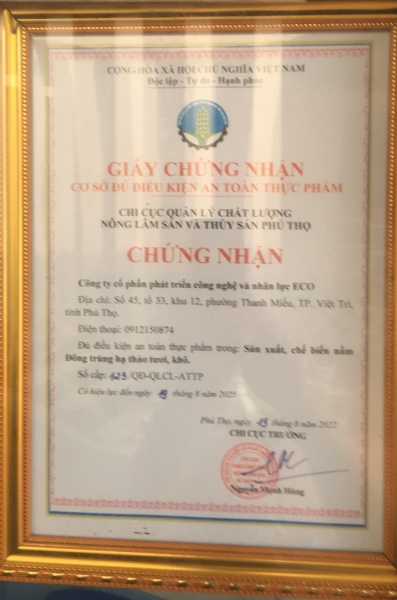 CỘNG HÒA XÃ HỘI CHỦ NGHĨA VIỆT NAM
Độc lập - Tự do - Hạnh phúc
GIẤY CHỨNG NHẬN
CƠ SỞ ĐỦ ĐIỀU KIỆN AN TOÀN THỰC PHẨM
CHI CỤC QUẢN LÝ CHẤT LƯỢNG
NÔNG LÂM SẢN VÀ THỦY SẢN PHÚ THỌ
CHỨNG NHẬN
Công ty cổ phần phát triển công nghệ và nhân lực ECO
Địa chỉ: Số 45, tổ 33, khu 12, phường Thanh Miếu, TP. Việt Trì,
tỉnh Phú Thọ.
Điện thoại: 0912150874
Đủ điều kiện an toàn thực phẩm trong: Sản xuất, chế biến nấm
Đông trùng hạ thảo tươi, khô.
Số cấp: /QĐ-QLCL-ATTP
Có hiệu lực đến ngày tháng 8 năm 2025
Phú Thọ, ngày tháng 8 năm 2022
CHI CỤC TRƯỞNG
Nguyễn Mạnh Hùng